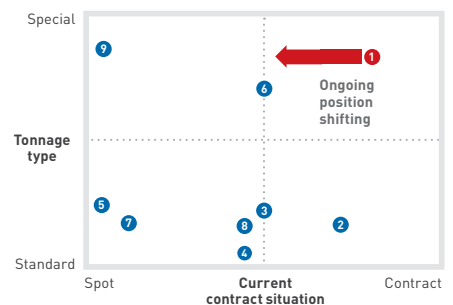 Special
9
1
6
Ongoing
position
shifting
Tonnage
type
5
3
7
8
2
4
Standard
Spot
Current
contract situation
Contract